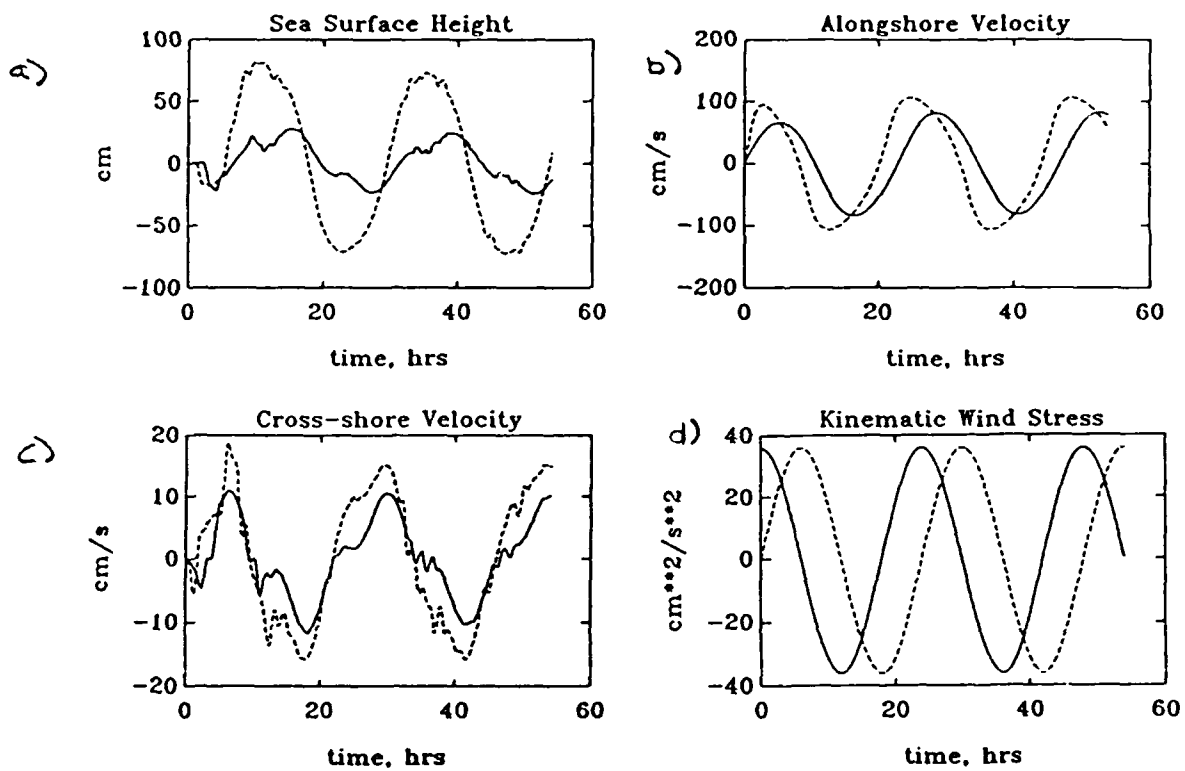 a)
Sea Surface Height
100
50
0
-50
-100
cm
0 20 40 60
time, hrs
Alongshore Velocity
200
100
0
-100
-200
cm/s
0 20 40 60
time, hrs
c)
Cross-shore Velocity
20
10
0
-10
-20
cm/s
0 20 40 60
time, hrs
d)
Kinematic Wind Stress
40
20
0
-20
-40
cm**2/s**2
0 20 40 60
time, hrs